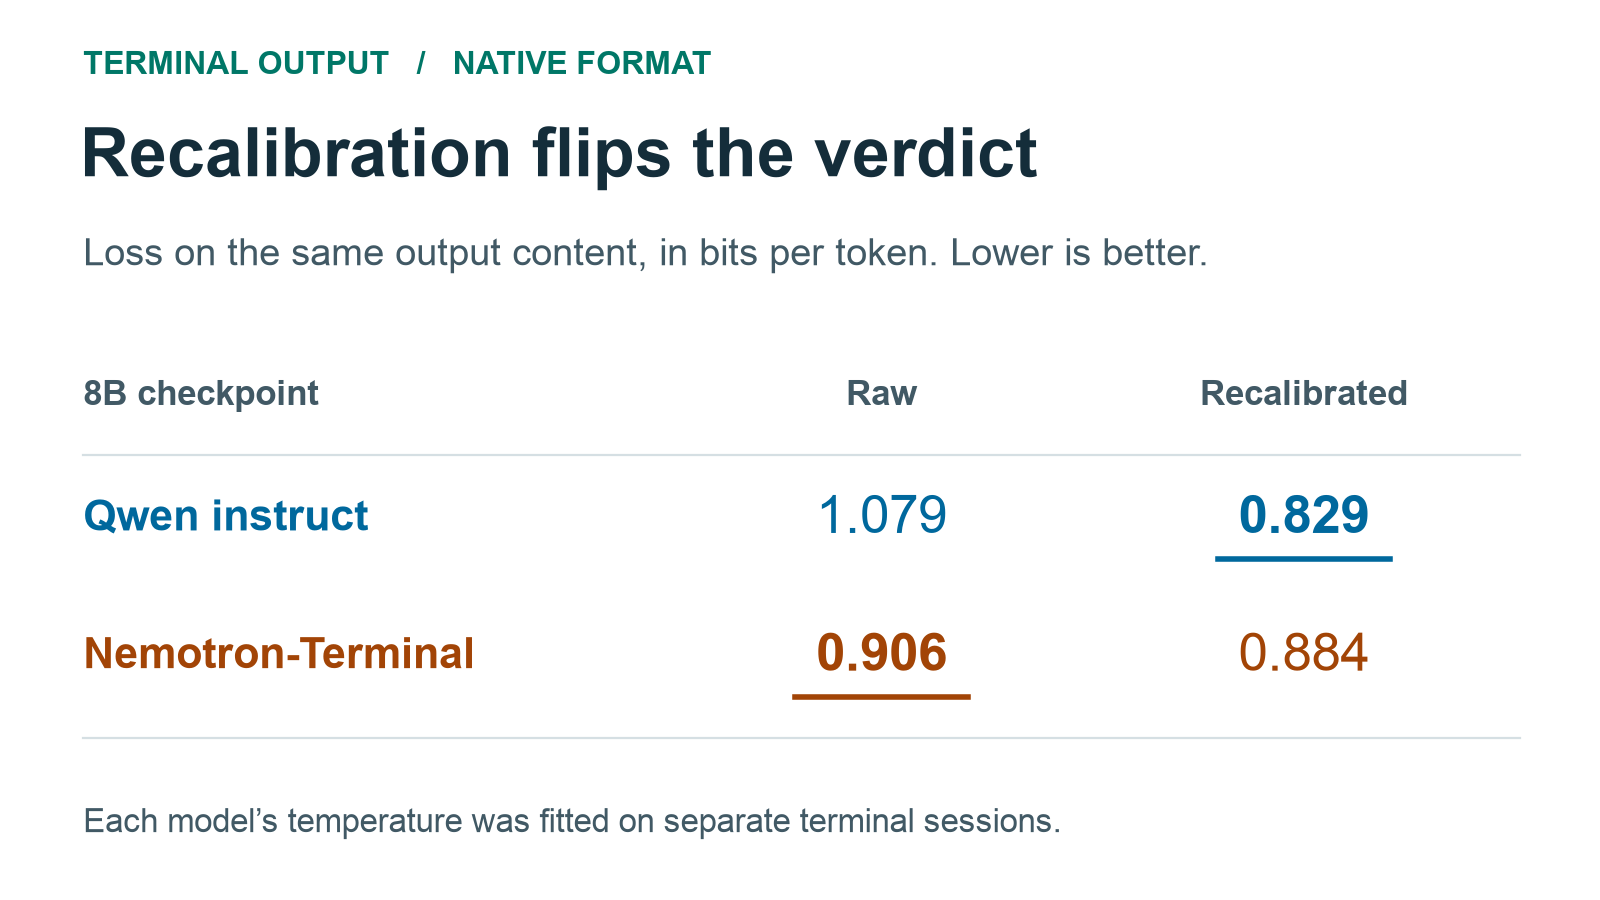 TERMINAL OUTPUT / NATIVE FORMAT
Recalibration flips the verdict
Loss on the same output content, in bits per token. Lower is better.
8B checkpoint Raw Recalibrated
Qwen instruct 1.079 0.829
Nemotron-Terminal 0.906 0.884
Each model’s temperature was fitted on separate terminal sessions.